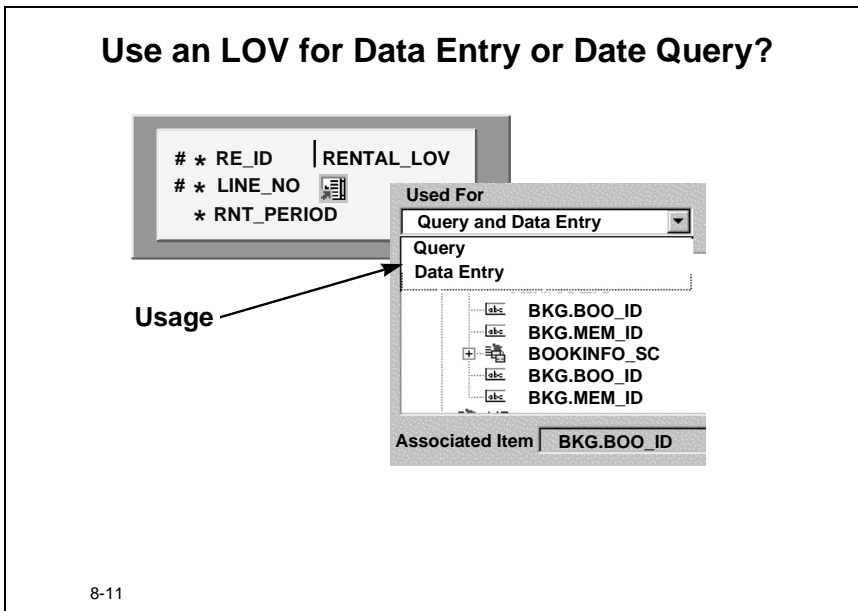 Use an LOV for Data Entry or Date Query?
# * RE_ID RENTAL_LOV
# * LINE_NO
* RNT_PERIOD
Used For
Query and Data Entry
Query
Data Entry
Usage
BKG.BOO_ID
BKG.MEM_ID
BOOKINFO_SC
BKG.BOO_ID
BKG.MEM_ID
Associated Item BKG.BOO_ID
8-11